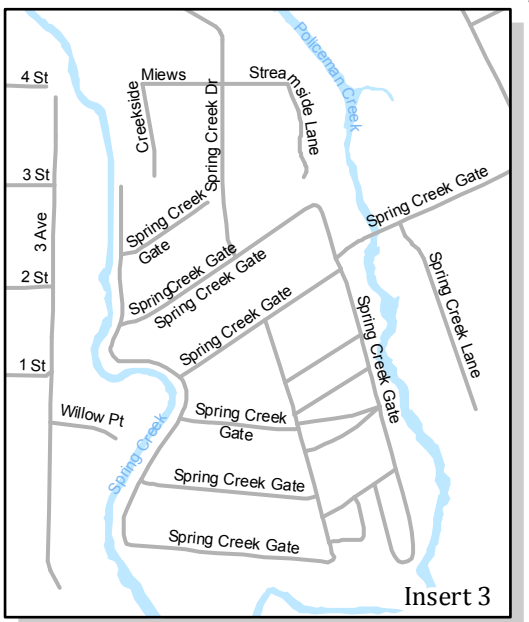 Policeman Creek
4 St
Miews
Streamside Lane
Creekside
Spring Creek Dr
3 St
Spring Creek Gate
Spring Creek
Gate
3 Ave
SpringCreek Gate
Spring Creek Gate
2 St
Spring Creek Lane
Spring Creek Gate
Spring Creek Gate
1 St
Willow Pt
Spring Creek
Gate
Spring Creek
Spring Creek Gate
Spring Creek Gate
Insert 3